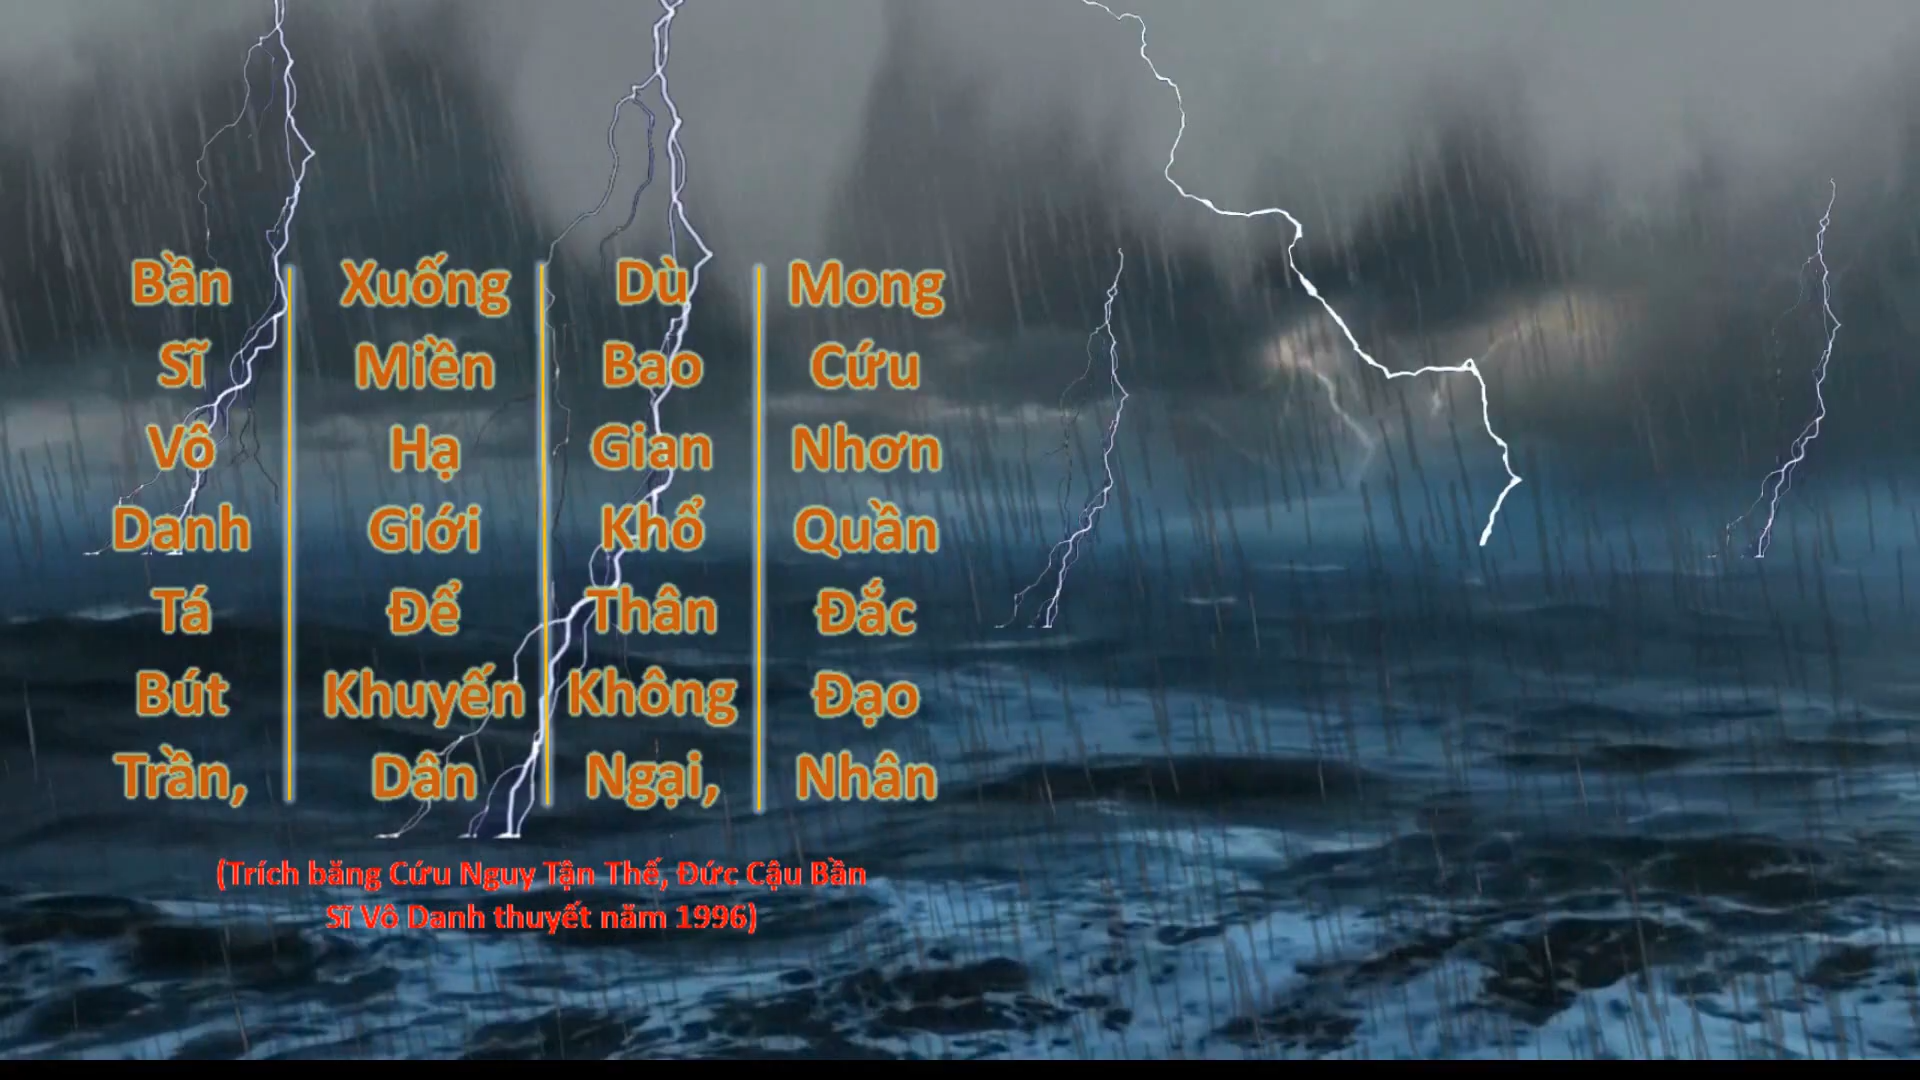 Bần Sĩ Vô Danh Tá Bút Trần,
Xuống Miền Hạ Giới Để Khuyến Dân
Dù Bao Gian Khổ Thân Không Ngại,
Mong Cứu Nhơn Quần Đắc Đạo Nhân
(Trích băng Cứu Nguy Tận Thế, Đức Cậu Bần
Sĩ Vô Danh thuyết năm 1996)